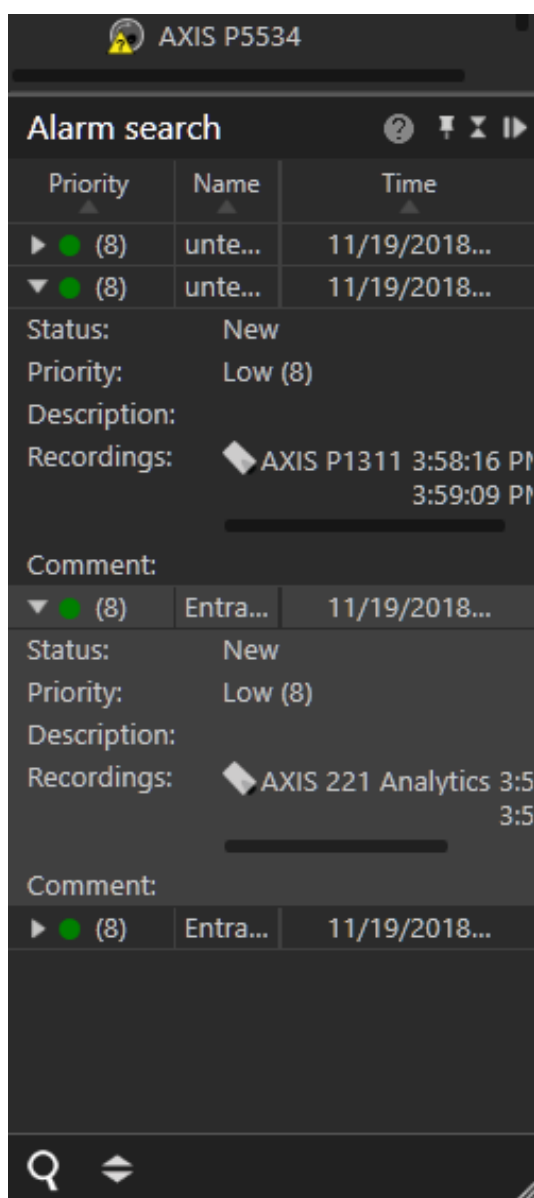 AXIS P5534
Alarm search
Priority Name Time
(8) unte... 11/19/2018...
(8) unte... 11/19/2018...
Status: New
Priority: Low (8)
Description:
Recordings: AXIS P1311 3:58:16 PM
3:59:09 PM
Comment:
(8) Entra... 11/19/2018...
Status: New
Priority: Low (8)
Description:
Recordings: AXIS 221 Analytics 3:5
3:5
Comment:
(8) Entra... 11/19/2018...